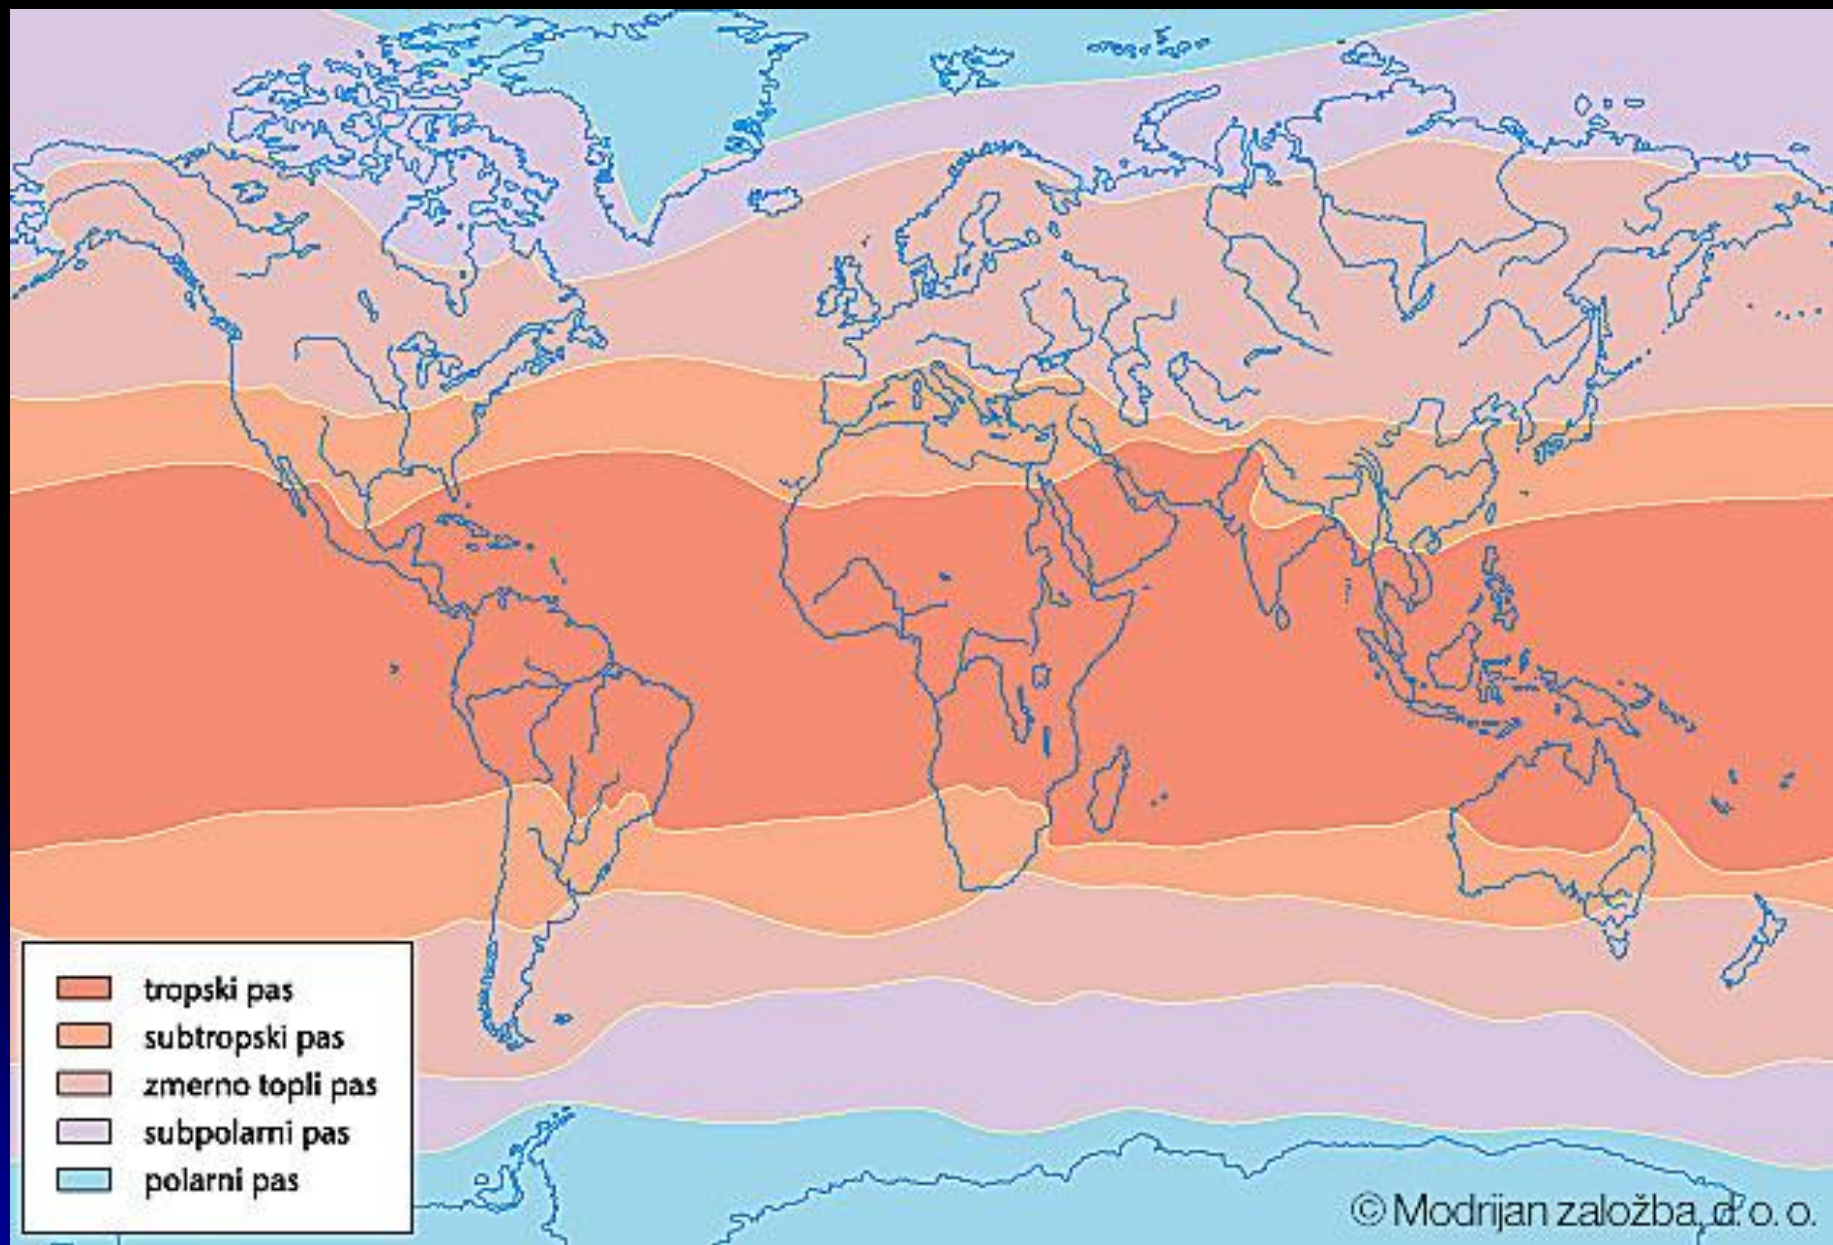 tropski pas
subtropski pas
zmerno topli pas
subpolarni pas
polarni pas
© Modrijan založba, d. o. o.